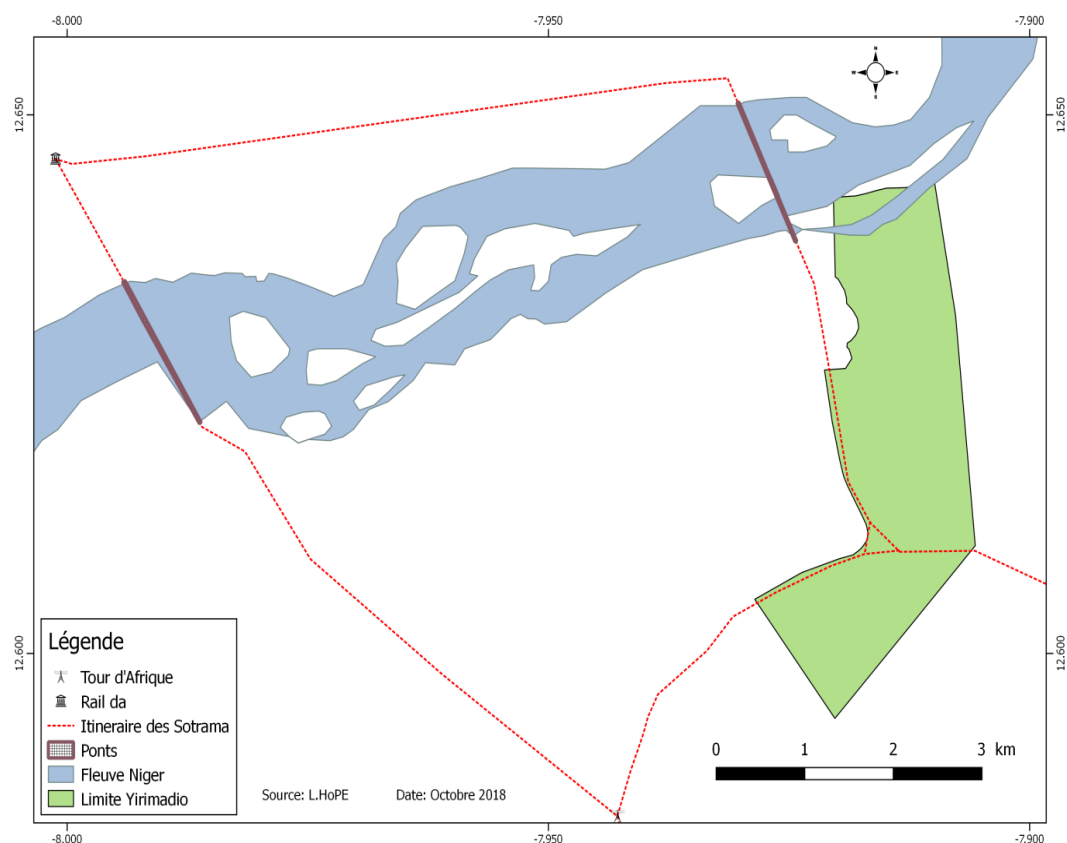 -8.000 -7.950 -7.900
12.650 12.650
N
W E
S
12.600 12.600
Légende
Tour d'Afrique
Rail da
Itineraire des Sotrama
Ponts
Fleuve Niger
Limite Yirimadio
Source: L.HoPE Date: Octobre 2018
0 1 2 3 km
-8.000 -7.950 -7.900